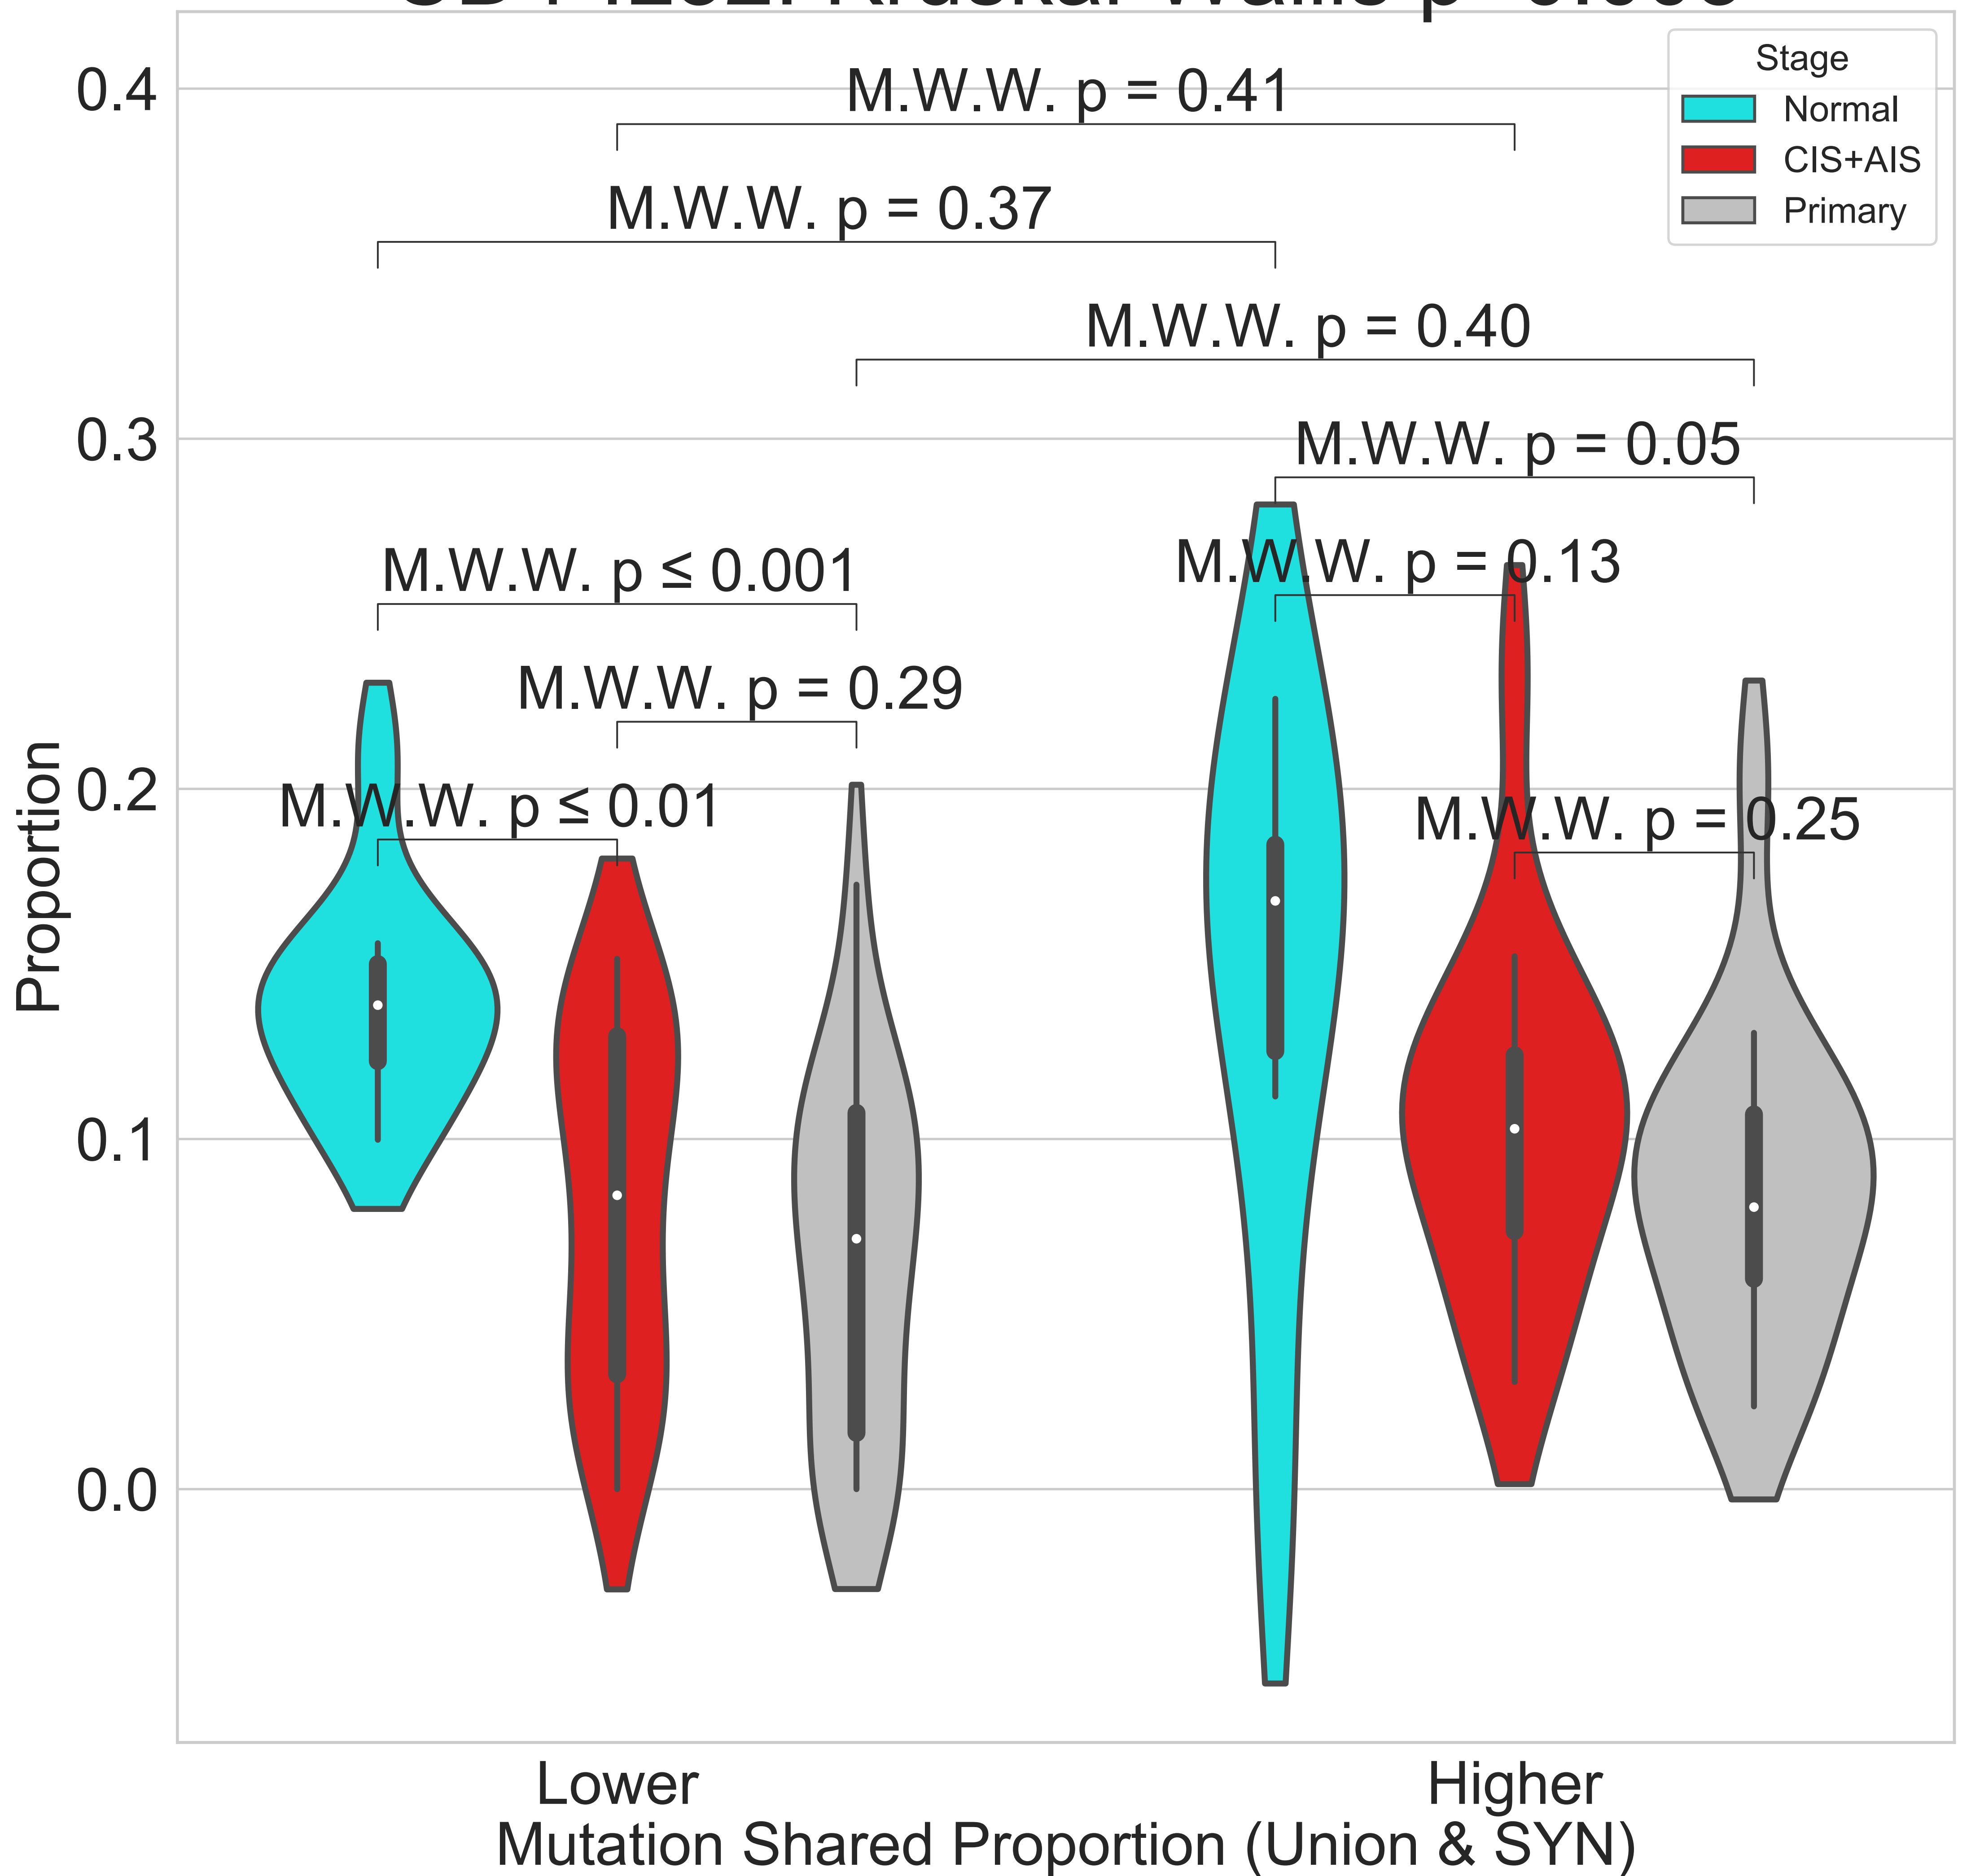 0.4
0.3
0.2
0.1
0.0
Proportion
Stage
Normal
CIS+AIS
Primary
M.W.W. p = 0.41
M.W.W. p = 0.37
M.W.W. p = 0.40
M.W.W. p = 0.05
M.W.W. p = 0.13
M.W.W. p ≤ 0.001
M.W.W. p = 0.29
M.W.W. p ≤ 0.01
M.W.W. p = 0.25
Lower
Higher
Mutation Shared Proportion (Union & SYN)